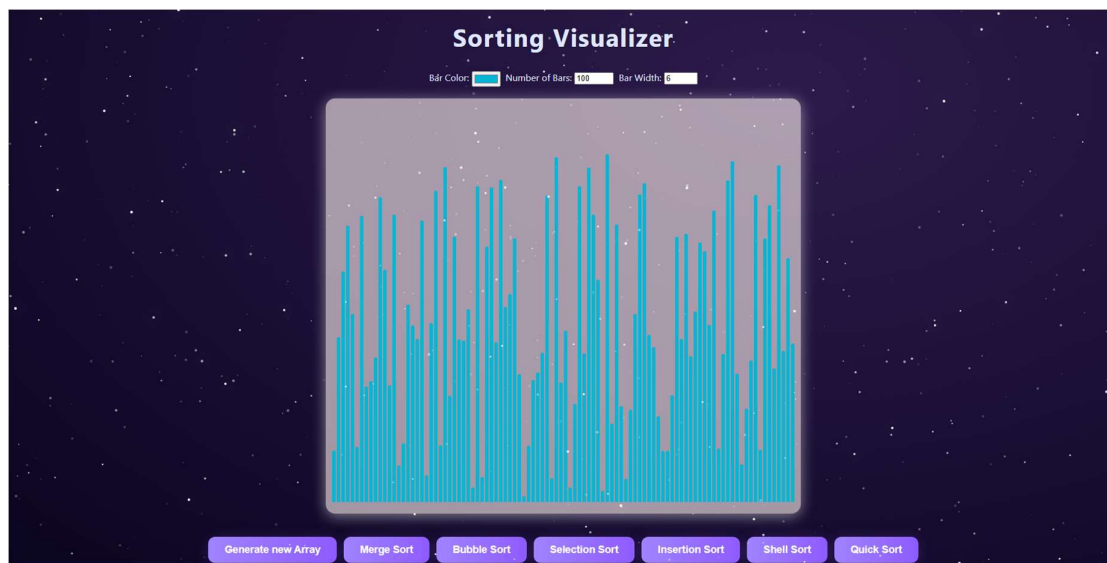 Sorting Visualizer
Bar Color: Number of Bars: 100 Bar Width: 6
Generate new Array Merge Sort Bubble Sort Selection Sort Insertion Sort Shell Sort Quick Sort